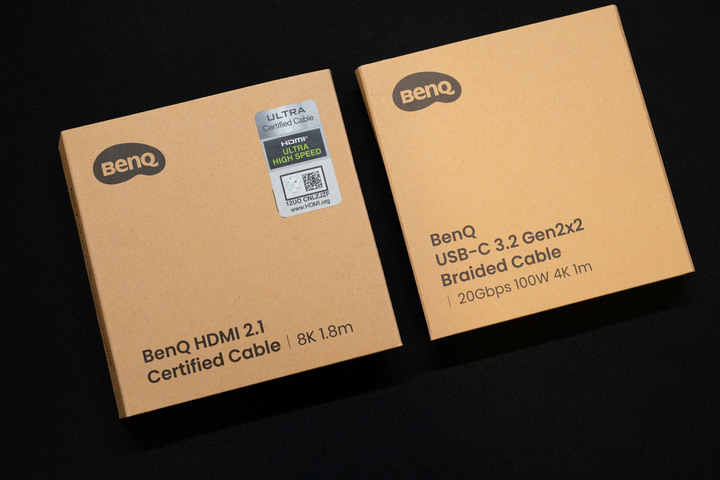 BenQ
ULTRA
Certified Cable
HDMI
ULTRA
HIGH SPEED
www.HDMI.org
BenQ HDMI 2.1
Certified Cable | 8K 1.8m
BenQ
BenQ
USB-C 3.2 Gen2x2
Braided Cable
| 20Gbps 100W 4K 1m